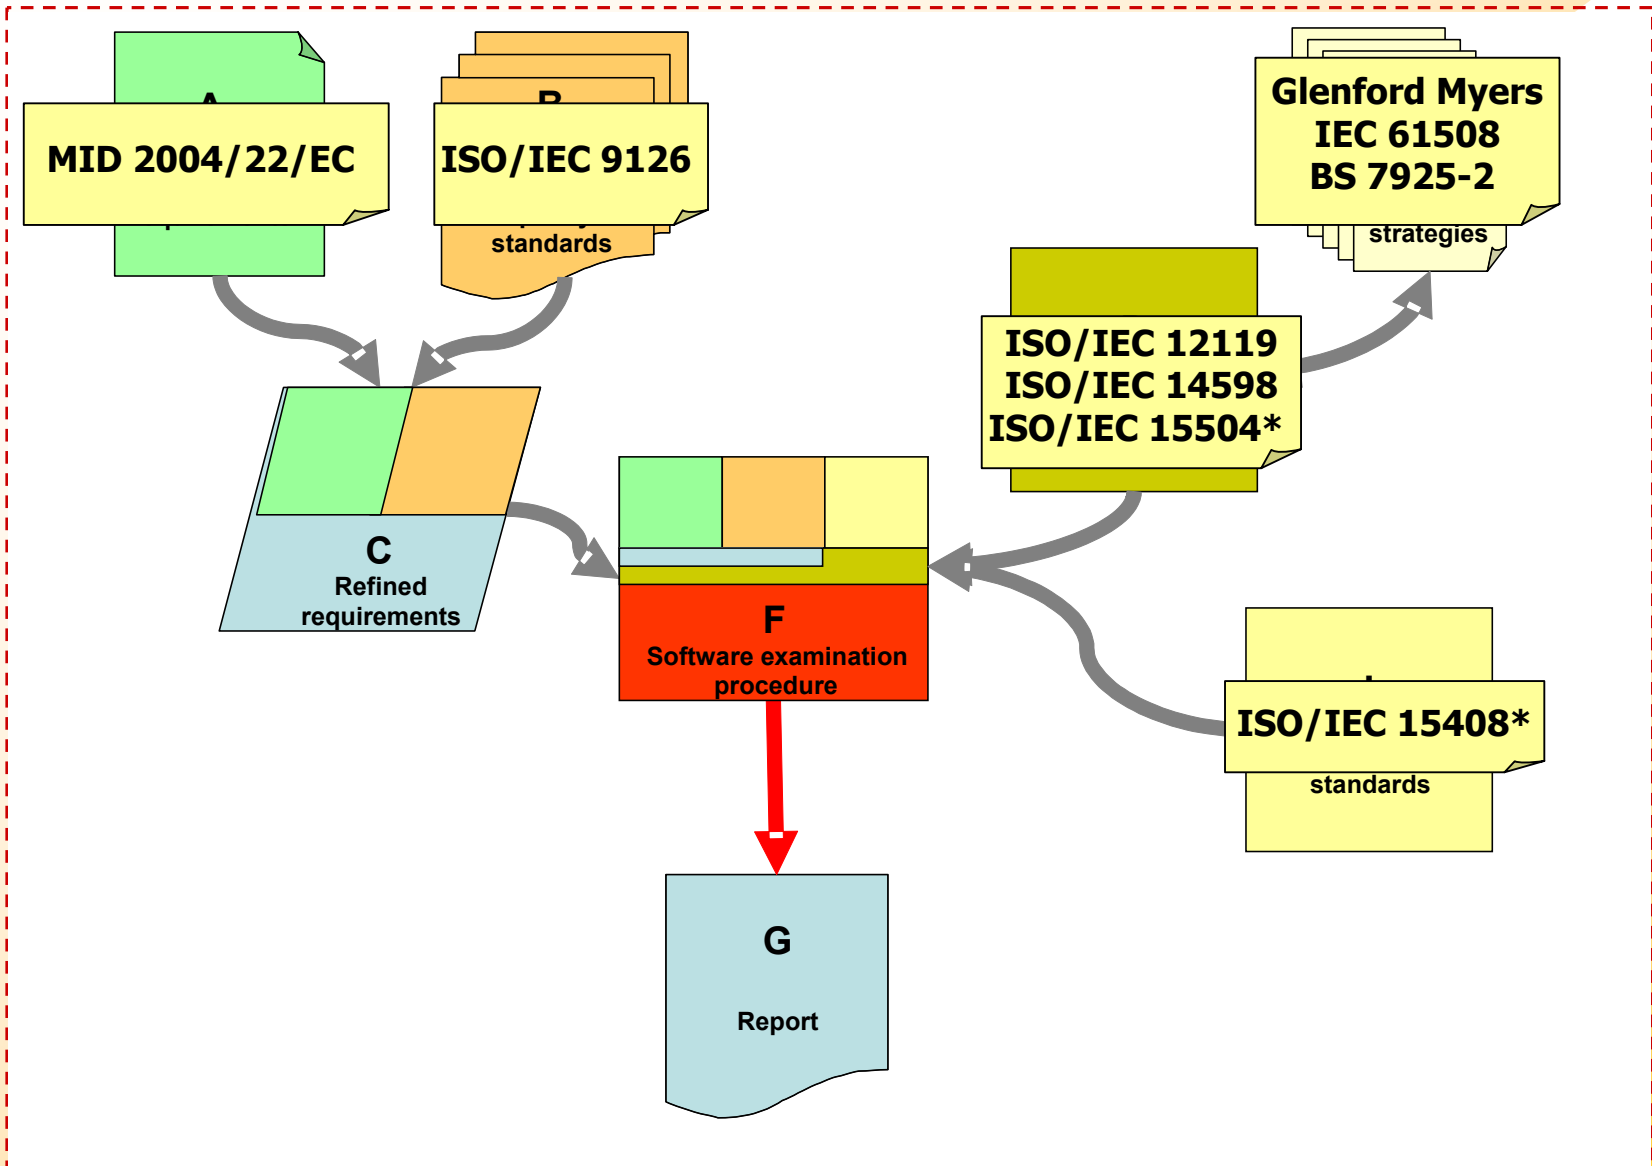 A
MID 2004/22/EC
B
ISO/IEC 9126
standards
Glenford Myers
IEC 61508
BS 7925-2
strategies
ISO/IEC 12119
ISO/IEC 14598
ISO/IEC 15504*
C
Refined
requirements
F
Software examination
procedure
ISO/IEC 15408*
standards
G
Report